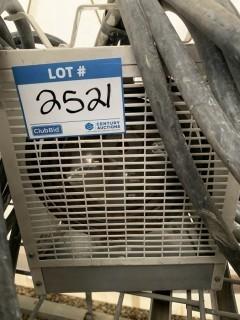 LOT #
2521
ClubBid
CENTURY
AUCTIONS